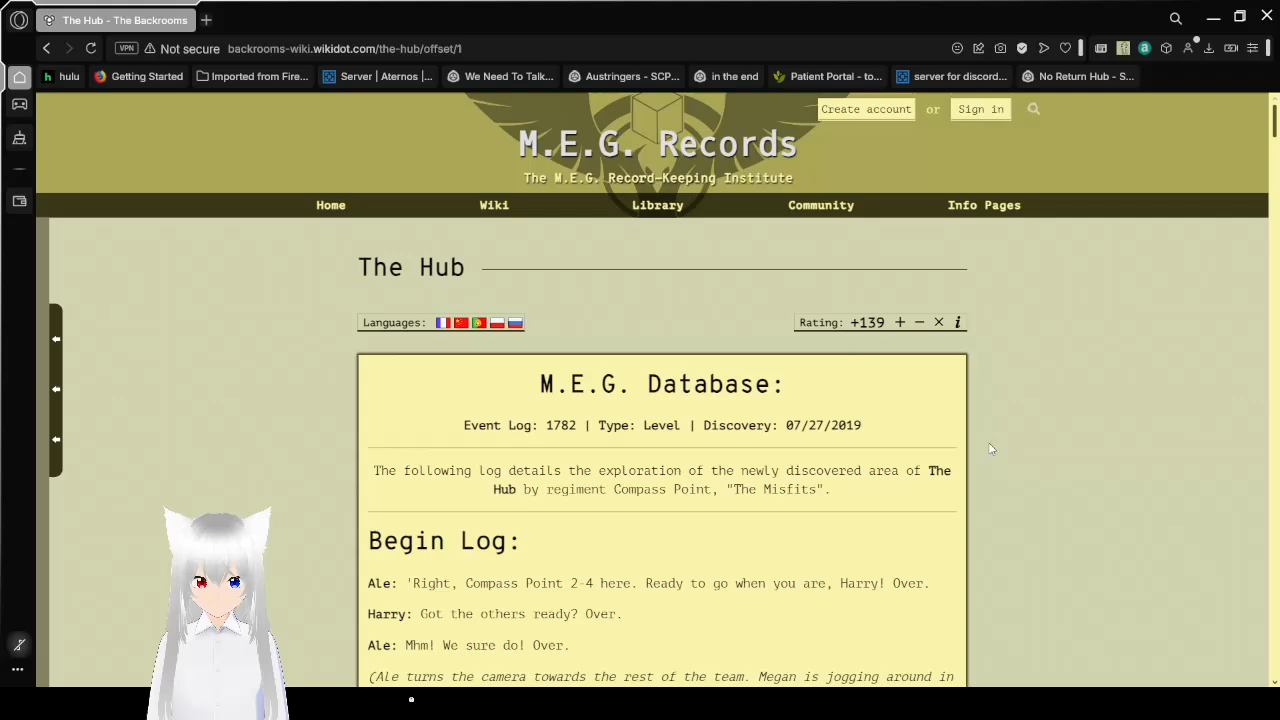 The Hub - The Backrooms
VPN Not secure backrooms-wiki.wikidot.com/the-hub/offset/1
hulu Getting Started Imported from Fire... Server | Aternos |... We Need To Talk... Austringers - SCP... in the end Patient Portal - to... server for discord... No Return Hub - S...
Create account or Sign in
M.E.G. Records
The M.E.G. Record-Keeping Institute
Home Wiki Library Community Info Pages
The Hub
Languages: Rating: +139 + − × i
M.E.G. Database:
Event Log: 1782 | Type: Level | Discovery: 07/27/2019
The following log details the exploration of the newly discovered area of The
Hub by regiment Compass Point, "The Misfits".
Begin Log:
Ale: 'Right, Compass Point 2-4 here. Ready to go when you are, Harry! Over.
Harry: Got the others ready? Over.
Ale: Mhm! We sure do! Over.
(Ale turns the camera towards the rest of the team. Megan is jogging around in